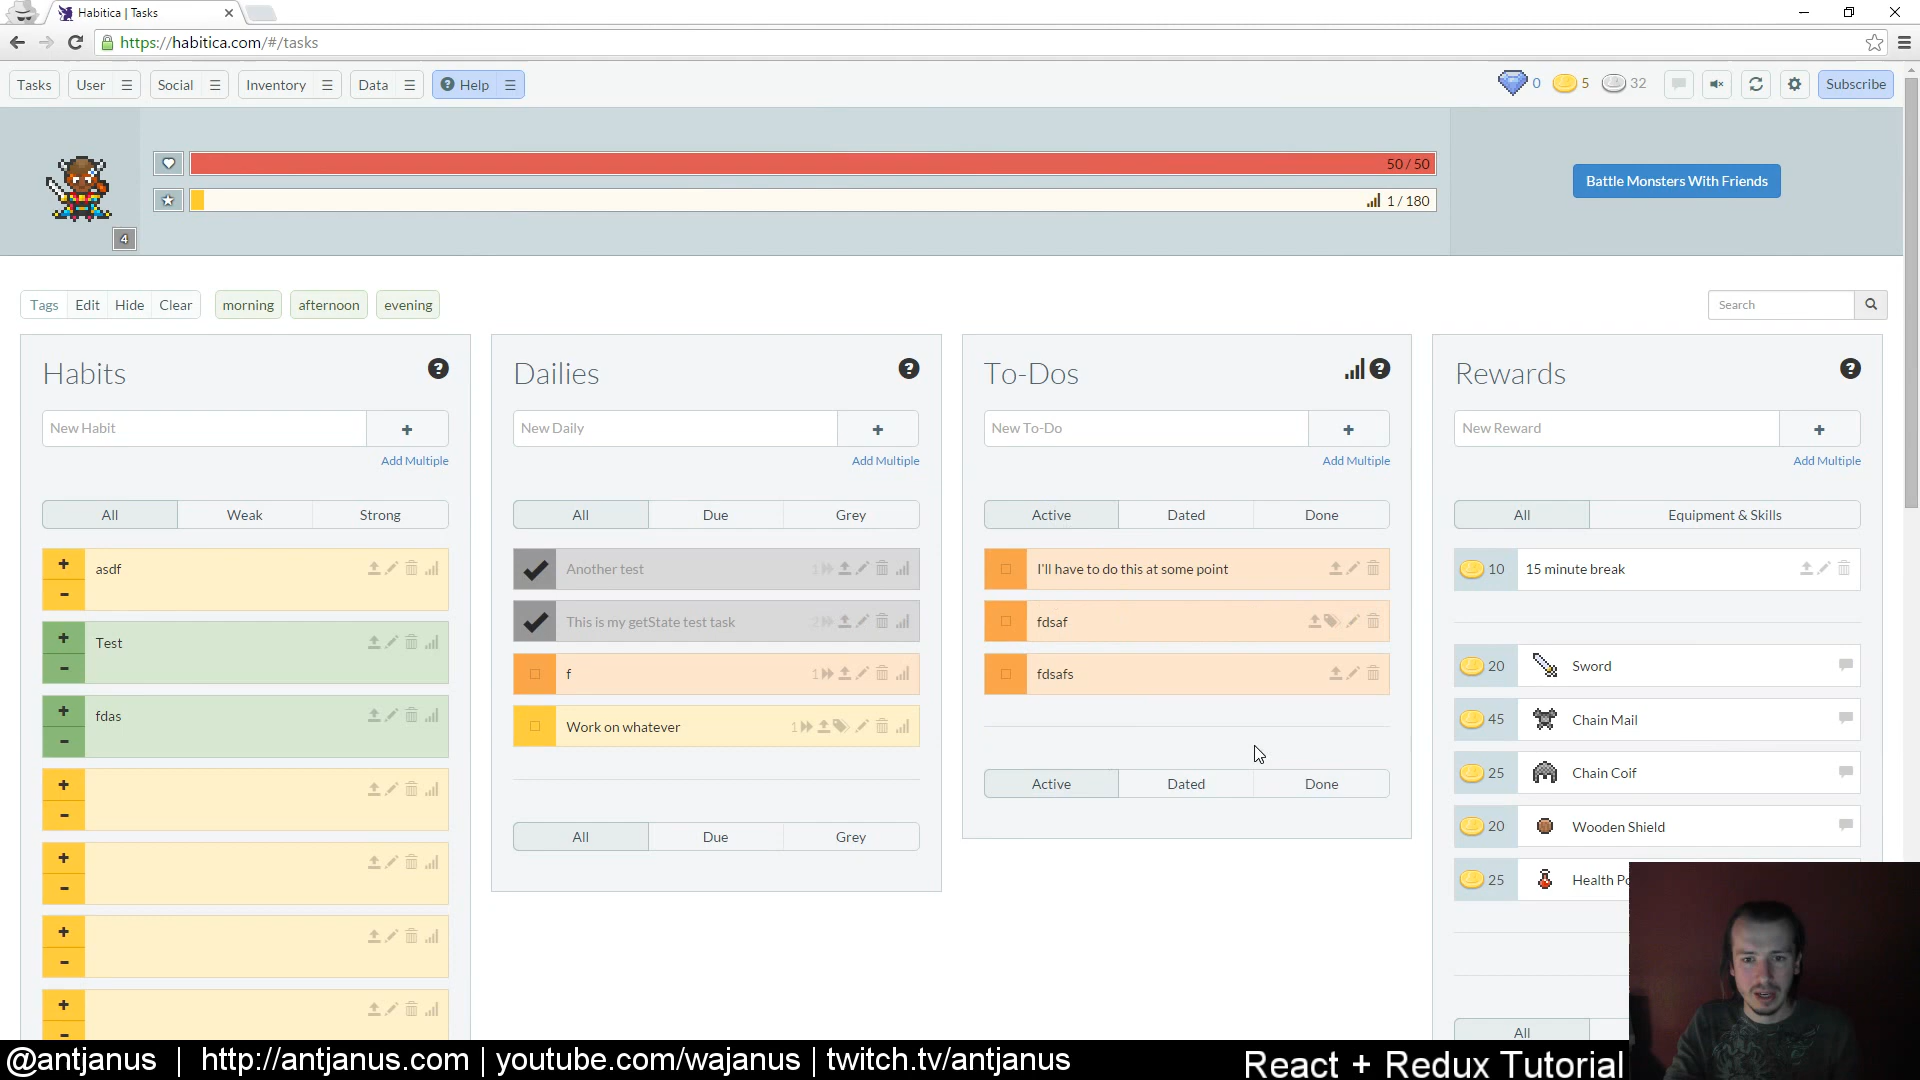 Habitica | Tasks
https://habitica.com/#/tasks
Tasks User Social Inventory Data Help 0 5 32 Subscribe
50 / 50
1 / 180
Battle Monsters With Friends
4
Tags Edit Hide Clear morning afternoon evening Search
Habits
New Habit
+
Add Multiple
All Weak Strong
+ asdf
-
+ Test
-
+ fdas
-
+
-
+
-
+
-
+
-
Dailies
New Daily
+
Add Multiple
All Due Grey
Another test 1
This is my getState test task 2
f 1
Work on whatever 1
All Due Grey
To-Dos
New To-Do
+
Add Multiple
Active Dated Done
I'll have to do this at some point
fdsaf
fdsafs
Active Dated Done
Rewards
New Reward
+
Add Multiple
All Equipment & Skills
10 15 minute break
20 Sword
45 Chain Mail
25 Chain Coif
20 Wooden Shield
25 Health Po
All
@antjanus | http://antjanus.com | youtube.com/wajanus | twitch.tv/antjanus
React + Redux Tutorial